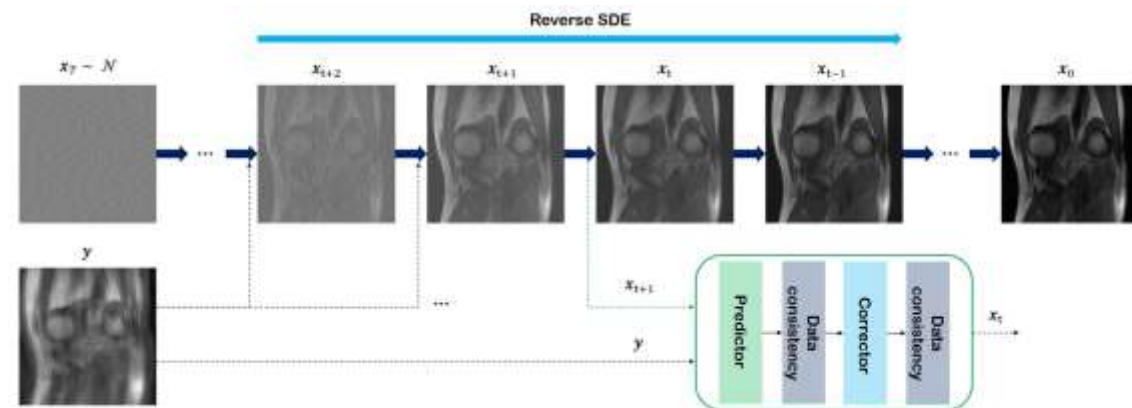 Reverse SDE
x_T ~ N
x_{t+2}
x_{t+1}
x_t
x_{t-1}
x_0
...
...
y
...
x_{t+1}
y
Predictor
Data consistency
Corrector
Data consistency
x_t